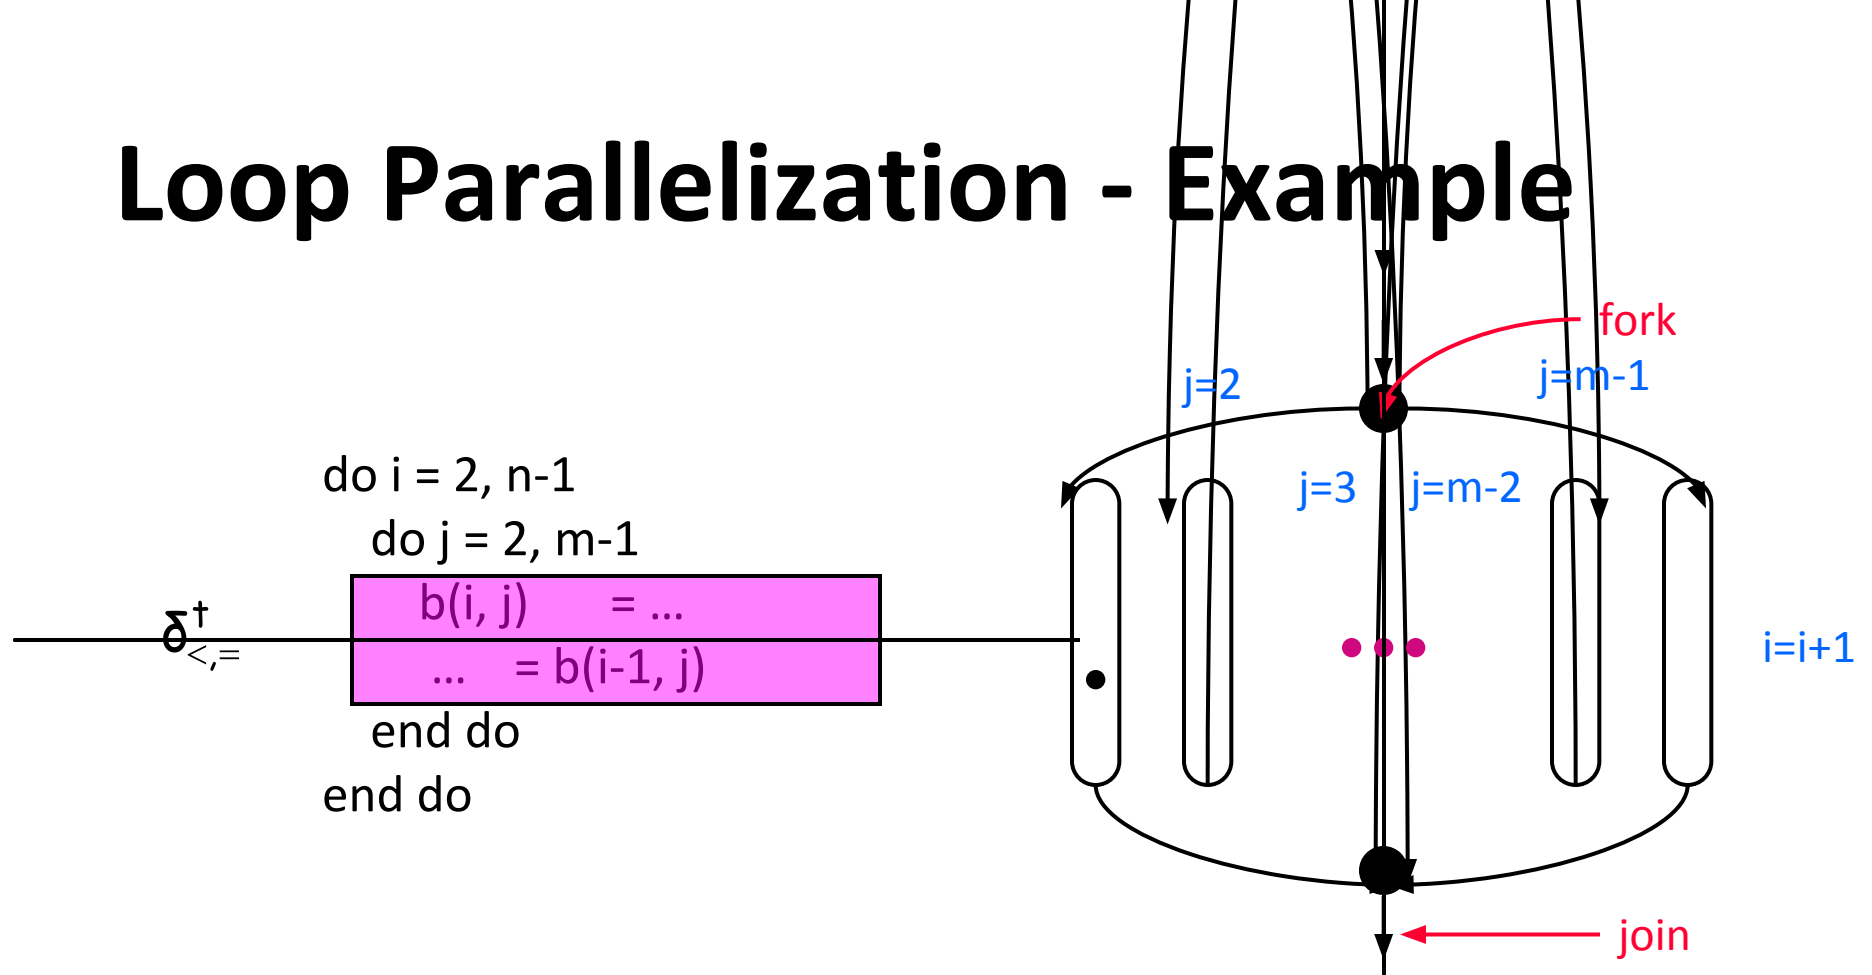 Loop Parallelization - Example
fork
j=2
j=m-1
do i = 2, n-1
j=3
j=m-2
do j = 2, m-1
b(i, j) = ...
δ†<,=
i=i+1
... = b(i-1, j)
end do
end do
join